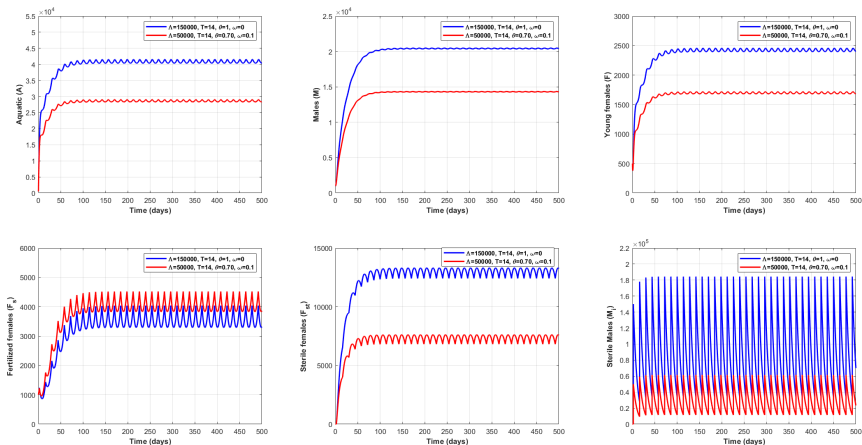 ×10⁴
5.5
5
4.5
4
3.5
3
2.5
2
1.5
1
0.5
0
Aquatic (A)
Λ=150000, T=14, θ=1, ω=0
Λ=50000, T=14, θ=0.70, ω=0.1
0 50 100 150 200 250 300 350 400 450 500
Time (days)
×10⁴
2.5
2
1.5
1
0.5
0
Males (M)
Λ=150000, T=14, θ=1, ω=0
Λ=50000, T=14, θ=0.70, ω=0.1
0 50 100 150 200 250 300 350 400 450 500
Time (days)
3000
2500
2000
1500
1000
500
0
Young females (F)
Λ=150000, T=14, θ=1, ω=0
Λ=50000, T=14, θ=0.70, ω=0.1
0 50 100 150 200 250 300 350 400 450 500
Time (days)
6000
5000
4000
3000
2000
1000
0
Fertilized females (Fₛ)
Λ=150000, T=14, θ=1, ω=0
Λ=50000, T=14, θ=0.70, ω=0.1
0 50 100 150 200 250 300 350 400 450 500
Time (days)
15000
10000
5000
0
Sterile females (Fₛₜ)
Λ=150000, T=14, θ=1, ω=0
Λ=50000, T=14, θ=0.70, ω=0.1
0 50 100 150 200 250 300 350 400 450 500
Time (days)
×10⁵
2.2
2
1.8
1.6
1.4
1.2
1
0.8
0.6
0.4
0.2
0
Sterile Males (Mᵢ)
Λ=150000, T=14, θ=1, ω=0
Λ=50000, T=14, θ=0.70, ω=0.1
0 50 100 150 200 250 300 350 400 450 500
Time (days)